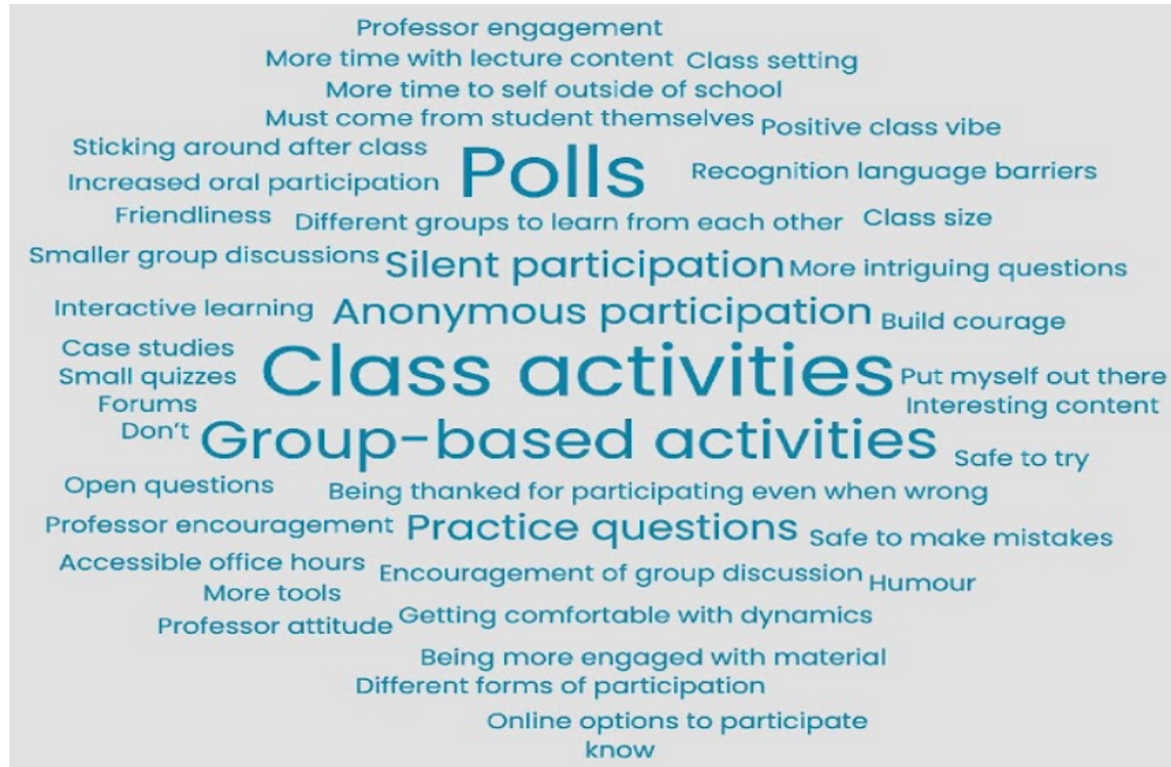 Professor engagement
More time with lecture content
Class setting
More time to self outside of school
Must come from student themselves
Positive class vibe
Sticking around after class
Polls
Recognition language barriers
Increased oral participation
Friendliness
Different groups to learn from each other
Class size
Smaller group discussions
Silent participation
More intriguing questions
Interactive learning
Anonymous participation
Build courage
Case studies
Class activities
Small quizzes
Put myself out there
Forums
Interesting content
Don't
Group-based activities
Safe to try
Open questions
Being thanked for participating even when wrong
Professor encouragement
Practice questions
Safe to make mistakes
Accessible office hours
Encouragement of group discussion
Humour
More tools
Professor attitude
Getting comfortable with dynamics
Being more engaged with material
Different forms of participation
Online options to participate
know